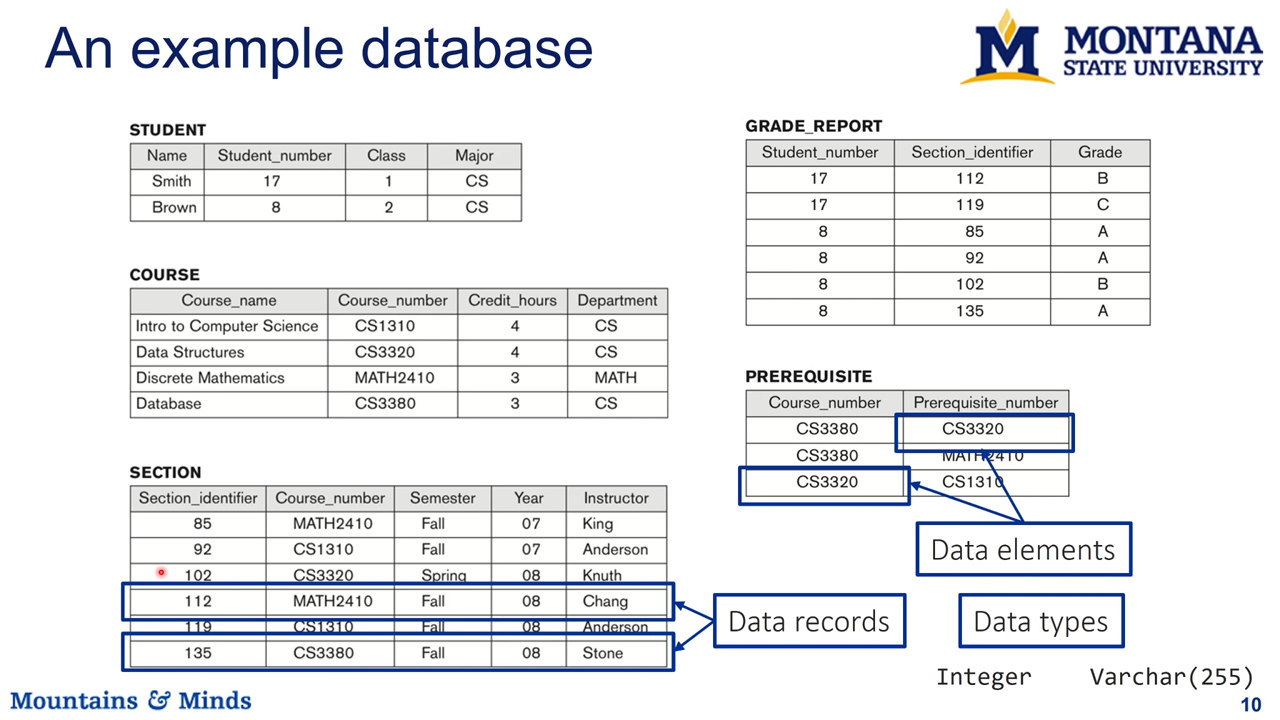 An example database
MONTANA
STATE UNIVERSITY
STUDENT
Name Student_number Class Major
Smith 17 1 CS
Brown 8 2 CS
COURSE
Course_name Course_number Credit_hours Department
Intro to Computer Science CS1310 4 CS
Data Structures CS3320 4 CS
Discrete Mathematics MATH2410 3 MATH
Database CS3380 3 CS
SECTION
Section_identifier Course_number Semester Year Instructor
85 MATH2410 Fall 07 King
92 CS1310 Fall 07 Anderson
102 CS3320 Spring 08 Knuth
112 MATH2410 Fall 08 Chang
119 CS1310 Fall 08 Anderson
135 CS3380 Fall 08 Stone
GRADE_REPORT
Student_number Section_identifier Grade
17 112 B
17 119 C
8 85 A
8 92 A
8 102 B
8 135 A
PREREQUISITE
Course_number Prerequisite_number
CS3380 CS3320
CS3380 MATH2410
CS3320 CS1310
Data elements
Data records
Data types
Integer Varchar(255)
Mountains & Minds
10